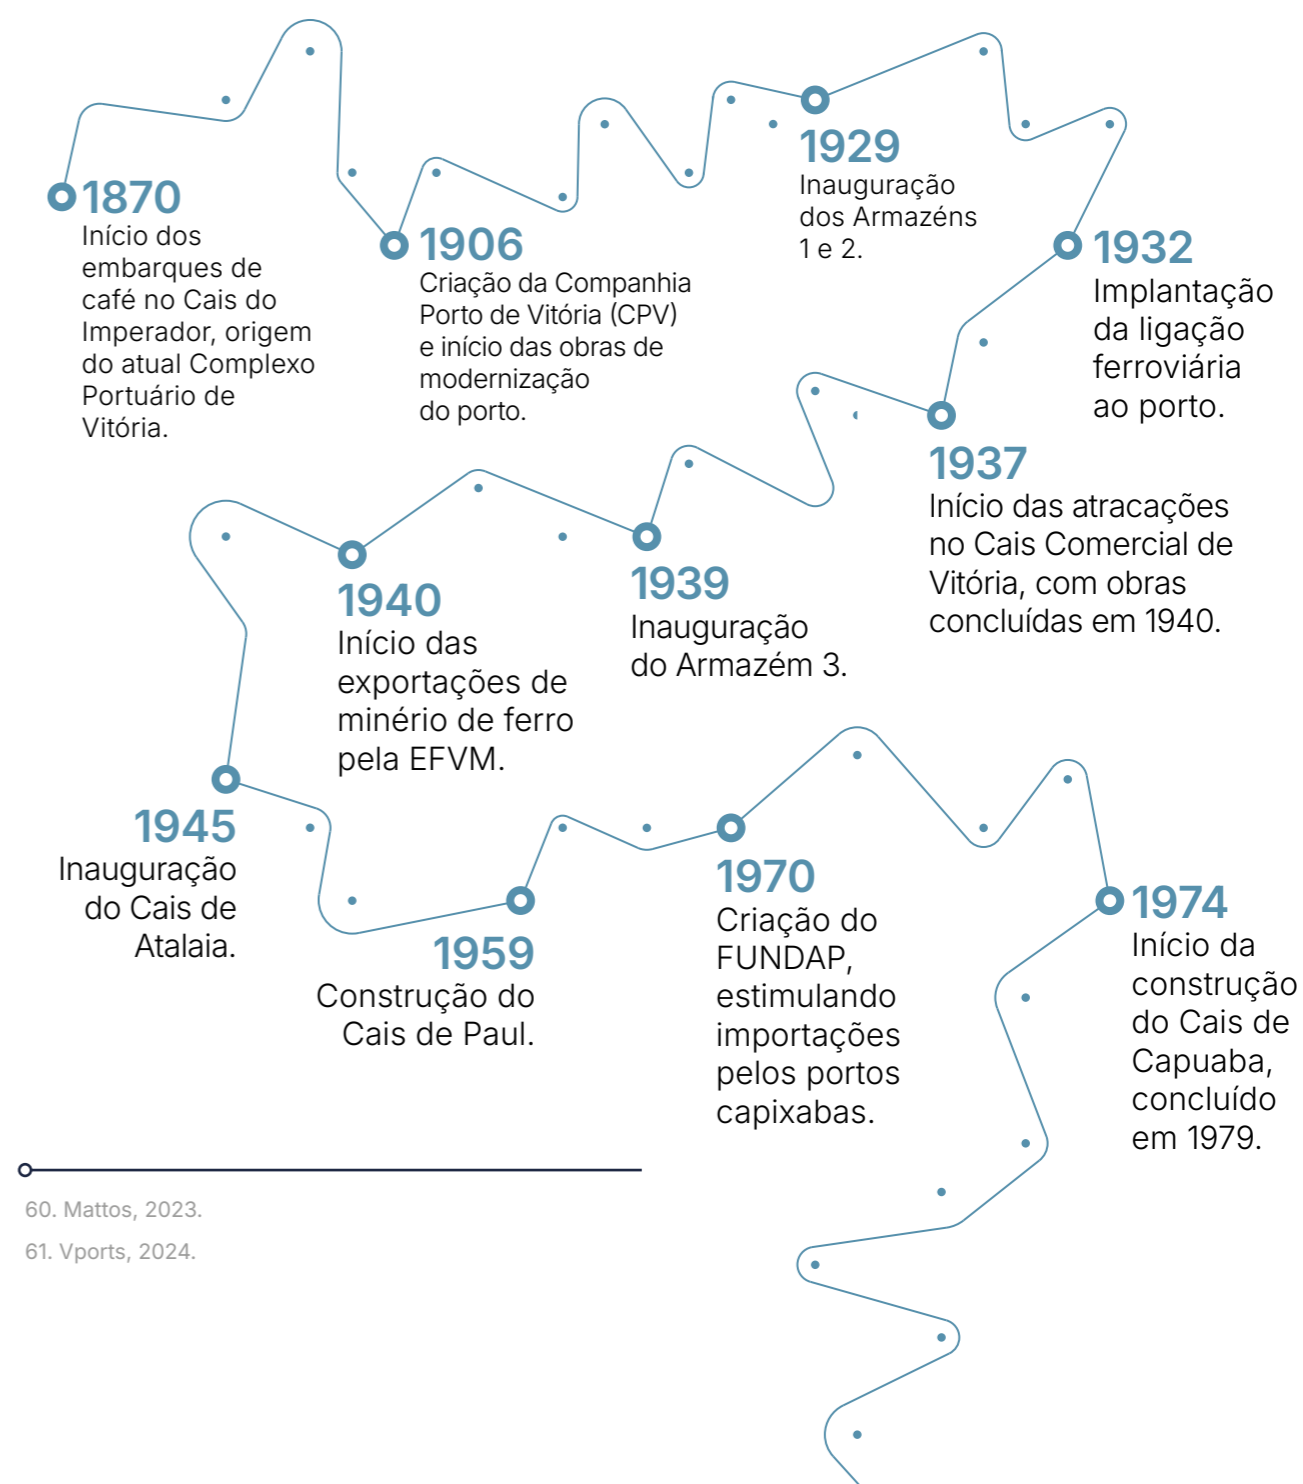 1870
Início dos
embarques de
café no Cais do
Imperador, origem
do atual Complexo
Portuário de
Vitória.
1906
Criação da Companhia
Porto de Vitória (CPV)
e início das obras de
modernização
do porto.
1929
Inauguração
dos Armazéns
1 e 2.
1932
Implantação
da ligação
ferroviária
ao porto.
1937
Início das atracações
no Cais Comercial de
Vitória, com obras
concluídas em 1940.
1939
Inauguração
do Armazém 3.
1940
Início das
exportações de
minério de ferro
pela EFVM.
1945
Inauguração
do Cais de
Atalaia.
1959
Construção do
Cais de Paul.
1970
Criação do
FUNDAP,
estimulando
importações
pelos portos
capixabas.
1974
Início da
construção
do Cais de
Capuaba,
concluído
em 1979.
60. Mattos, 2023.
61. Vports, 2024.